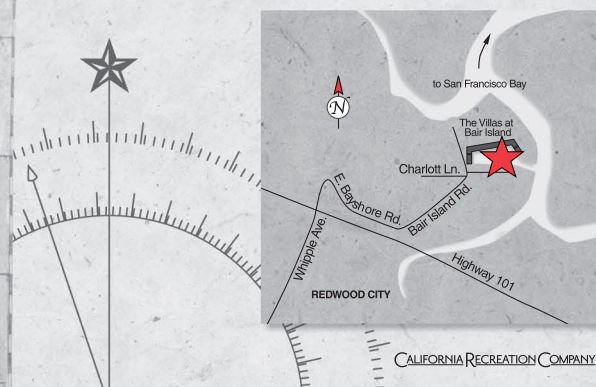 to San Francisco Bay
N
The Villas at
Bair Island
Charlott Ln.
E. Bayshore Rd.
Bair Island Rd.
Whipple Ave.
Highway 101
REDWOOD CITY
CALIFORNIA RECREATION COMPANY